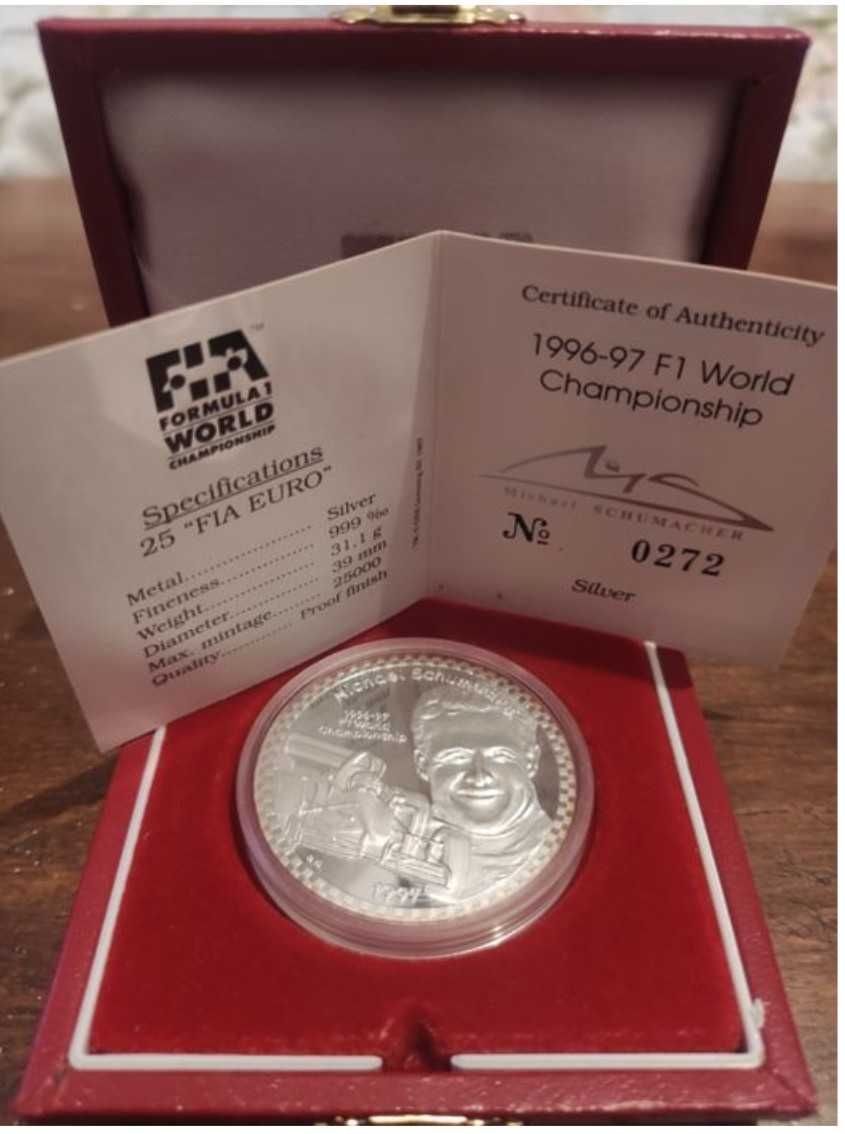 FIA
FORMULA 1
WORLD
CHAMPIONSHIP
TM
Specifications
25 "FIA EURO"
Metal..................... Silver
Fineness................. 999 ‰
Weight................... 31.1 g
Diameter................ 39 mm
Max. mintage......... 25000
Quality............. Proof finish
Certificate of Authenticity
1996-97 F1 World
Championship
MS
Michael SCHUMACHER
№ 0272
Silver
Michael Schumacher
1996-97
F1 World
Championship